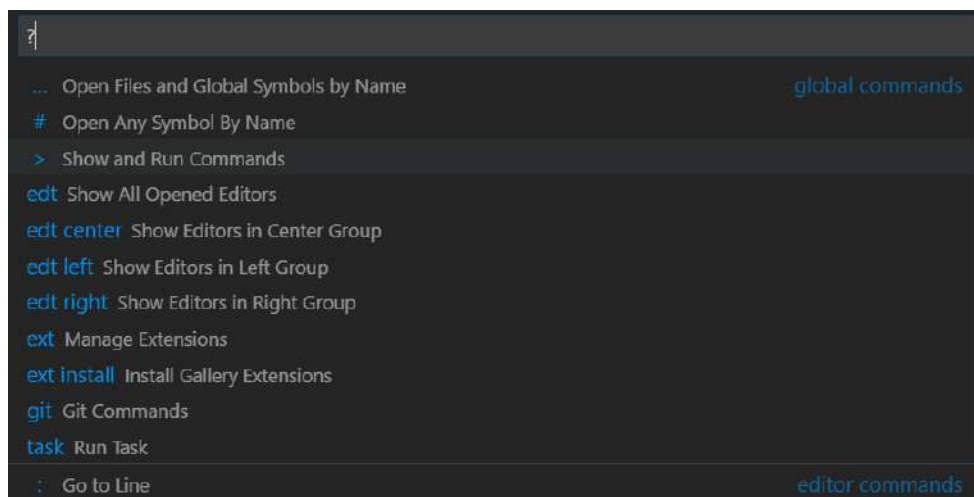 ?
... Open Files and Global Symbols by Name global commands
# Open Any Symbol By Name
> Show and Run Commands
edt Show All Opened Editors
edt center Show Editors in Center Group
edt left Show Editors in Left Group
edt right Show Editors in Right Group
ext Manage Extensions
ext install Install Gallery Extensions
git Git Commands
task Run Task
: Go to Line editor commands